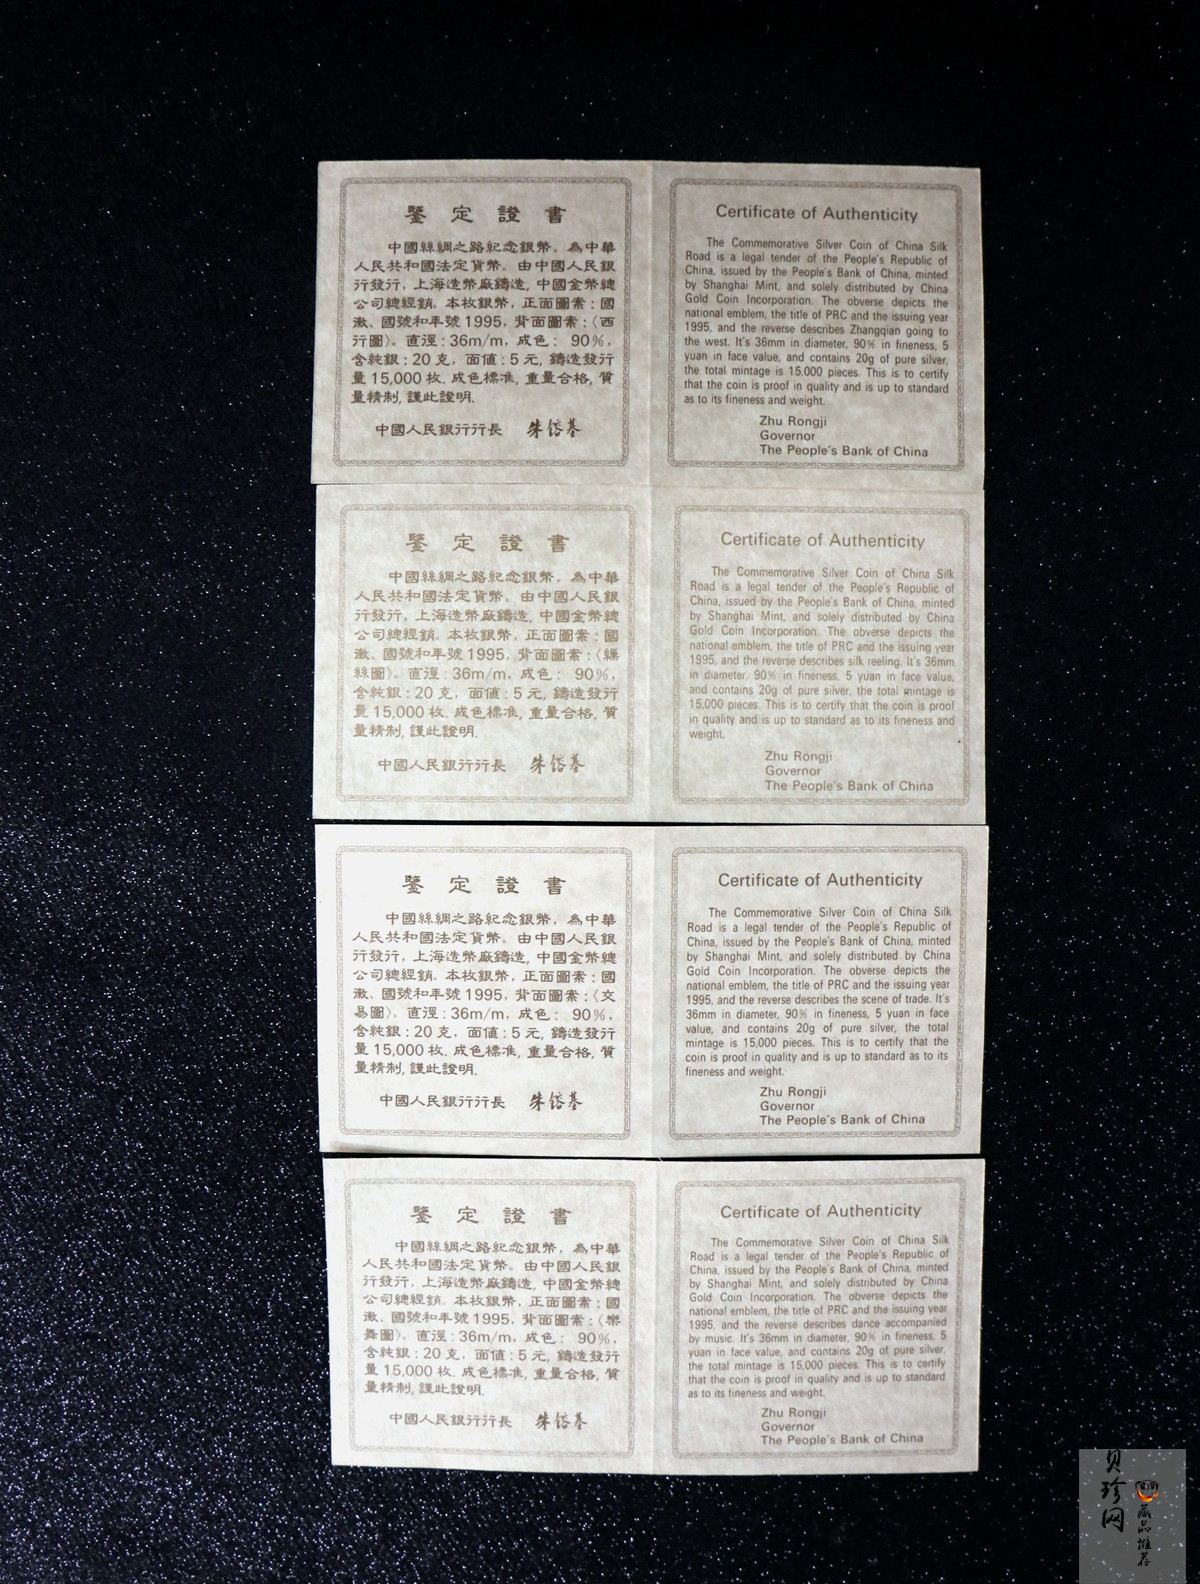 鑒定證書
中國絲綢之路紀念銀幣，為中華
人民共和國法定貨幣。由中國人民銀
行發行，上海造幣廠鑄造，中國金幣總
公司總經銷。本枚銀幣，正面圖案：國
徽、國號和年號1995，背面圖案：〈西
行圖〉。直徑：36m/m，成色： 90%，
含純銀：20克，面值：5元，鑄造發行
量15,000枚．成色標准，重量合格，質
量精制，謹此證明．
中國人民銀行行長 朱鎔基
Certificate of Authenticity
The Commemorative Silver Coin of China Silk
Road is a legal tender of the People's Republic of
China, issued by the People's Bank of China, minted
by Shanghai Mint, and solely distributed by China
Gold Coin Incorporation. The obverse depicts the
national emblem, the title of PRC and the issuing year
1995, and the reverse describes Zhangqian going to
the west. It's 36mm in diameter, 90% in fineness, 5
yuan in face value, and contains 20g of pure silver,
the total mintage is 15,000 pieces. This is to certify
that the coin is proof in quality and is up to standard
as to its fineness and weight.
Zhu Rongji
Governor
The People's Bank of China
鑒定證書
中國絲綢之路紀念銀幣，為中華
人民共和國法定貨幣。由中國人民銀
行發行，上海造幣廠鑄造，中國金幣總
公司總經銷。本枚銀幣，正面圖案：國
徽、國號和年號1995，背面圖案：〈繅
絲圖〉。直徑：36m/m，成色： 90%，
含純銀：20克，面值：5元，鑄造發行
量15,000枚．成色標准，重量合格，質
量精制，謹此證明．
中國人民銀行行長 朱鎔基
Certificate of Authenticity
The Commemorative Silver Coin of China Silk
Road is a legal tender of the People's Republic of
China, issued by the People's Bank of China, minted
by Shanghai Mint, and solely distributed by China
Gold Coin Incorporation. The obverse depicts the
national emblem, the title of PRC and the issuing year
1995, and the reverse describes silk reeling. It's 36mm
in diameter, 90% in fineness, 5 yuan in face value,
and contains 20g of pure silver, the total mintage is
15,000 pieces. This is to certify that the coin is proof
in quality and is up to standard as to its fineness and
weight.
Zhu Rongji
Governor
The People's Bank of China
鑒定證書
中國絲綢之路紀念銀幣，為中華
人民共和國法定貨幣。由中國人民銀
行發行，上海造幣廠鑄造，中國金幣總
公司總經銷。本枚銀幣，正面圖案：國
徽、國號和年號1995，背面圖案：〈交
易圖〉。直徑：36m/m，成色： 90%，
含純銀：20克，面值：5元，鑄造發行
量15,000枚．成色標准，重量合格，質
量精制，謹此證明．
中國人民銀行行長 朱鎔基
Certificate of Authenticity
The Commemorative Silver Coin of China Silk
Road is a legal tender of the People's Republic of
China, issued by the People's Bank of China, minted
by Shanghai Mint, and solely distributed by China
Gold Coin Incorporation. The obverse depicts the
national emblem, the title of PRC and the issuing year
1995, and the reverse describes the scene of trade. It's
36mm in diameter, 90% in fineness, 5 yuan in face
value, and contains 20g of pure silver, the total
mintage is 15,000 pieces. This is to certify that the
coin is proof in quality and is up to standard as to its
fineness and weight.
Zhu Rongji
Governor
The People's Bank of China
鑒定證書
中國絲綢之路紀念銀幣，為中華
人民共和國法定貨幣。由中國人民銀
行發行，上海造幣廠鑄造，中國金幣總
公司總經銷。本枚銀幣，正面圖案：國
徽、國號和年號1995，背面圖案：〈樂
舞圖〉。直徑：36m/m，成色： 90%，
含純銀：20克，面值：5元，鑄造發行
量15,000枚．成色標准，重量合格，質
量精制，謹此證明．
中國人民銀行行長 朱鎔基
Certificate of Authenticity
The Commemorative Silver Coin of China Silk
Road is a legal tender of the People's Republic of
China, issued by the People's Bank of China, minted
by Shanghai Mint, and solely distributed by China
Gold Coin Incorporation. The obverse depicts the
national emblem, the title of PRC and the issuing year
1995, and the reverse describes dance accompanied
by music. It's 36mm in diameter, 90% in fineness, 5
yuan in face value, and contains 20g of pure silver,
the total mintage is 15,000 pieces. This is to certify
that the coin is proof in quality and is up to standard
as to its fineness and weight.
Zhu Rongji
Governor
The People's Bank of China
贝珍网
藏品推荐